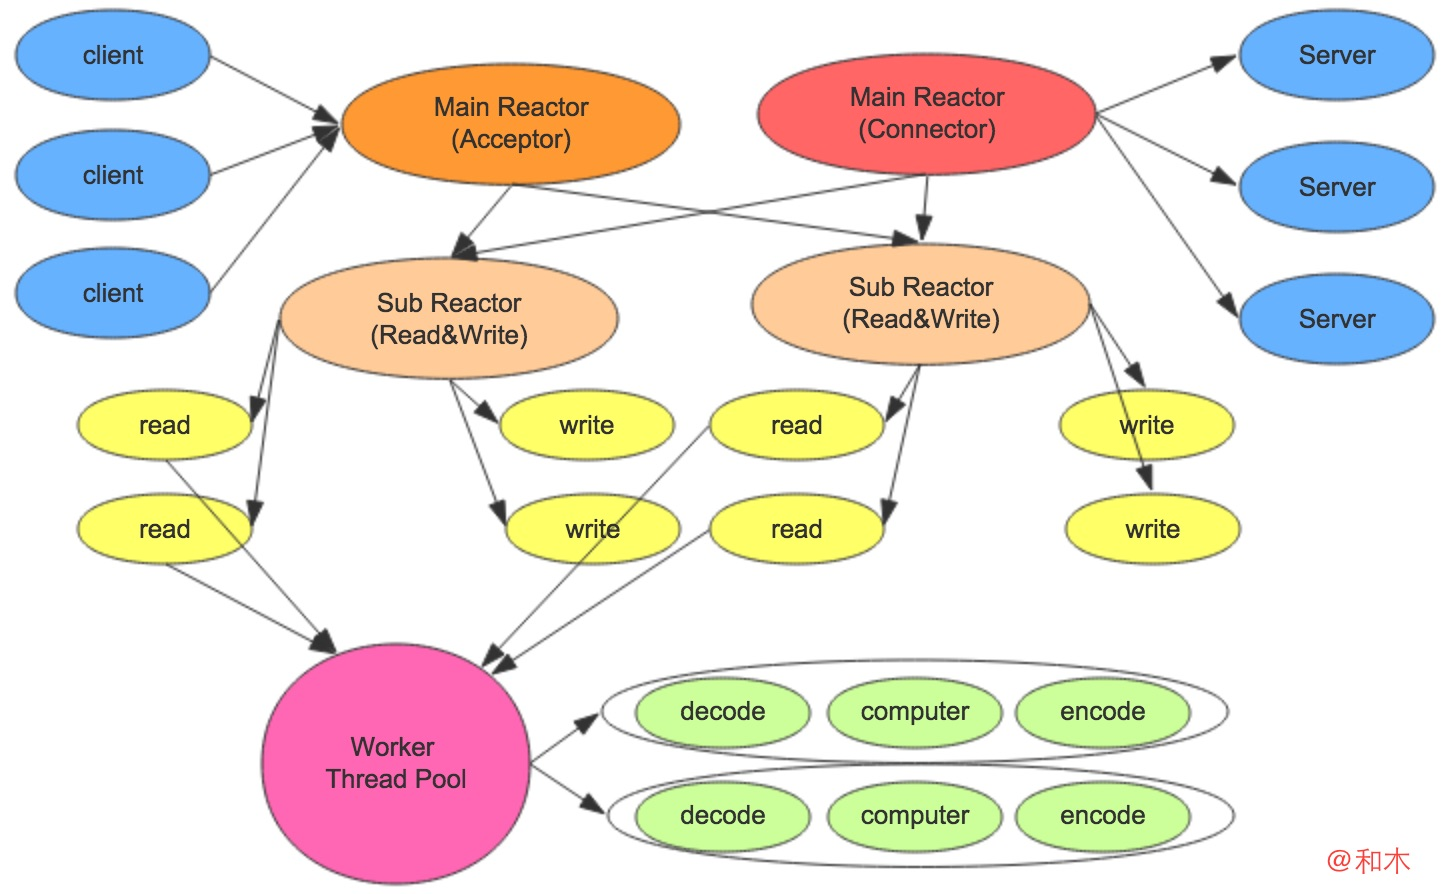 client
Main Reactor
(Acceptor)
Main Reactor
(Connector)
Server
client
Server
client
Sub Reactor
(Read&Write)
Sub Reactor
(Read&Write)
Server
read
write
read
write
read
write
read
write
Worker
Thread Pool
decode
computer
encode
decode
computer
encode
@和木